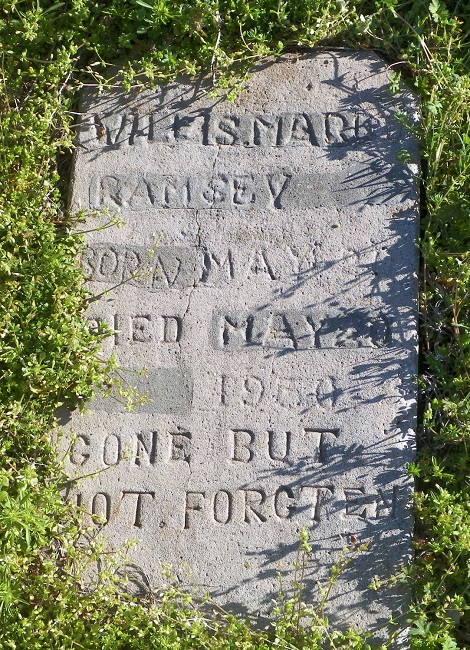 WILLIS MARK
RAMSEY
BORN MAY
DIED MAY 20
1950
GONE BUT
NOT. FORGTEN